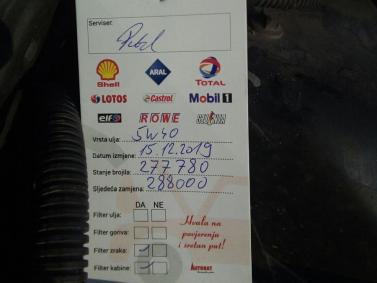 Serviser:
Shell
ARAL
TOTAL
LOTOS
Castrol
Mobil 1
elf
ROWE
Vrsta ulja: 5W40
Datum izmjene: 15.12.2019
Stanje brojila: 277780
Sljedeća zamjena: 288000
DA NE
Filter ulja:
Filter goriva:
Filter zraka:
Filter kabine:
Hvala na
povjerenju
i sretan put!